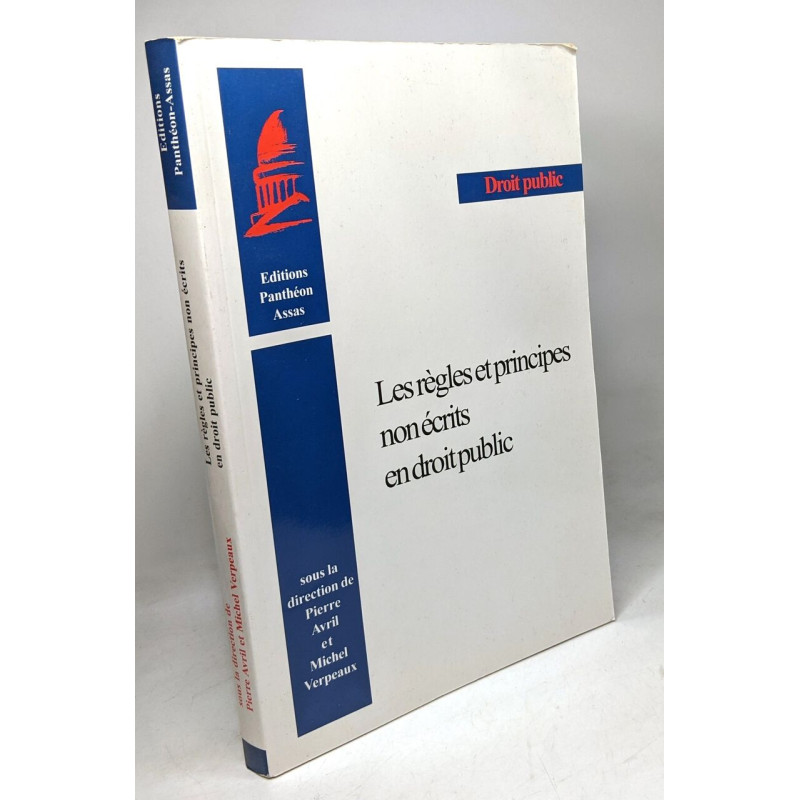 Editions
Panthéon-Assas
Les règles et principes non écrits
en droit public
sous la direction de
Pierre Avril et Michel Verpeaux
Editions
Panthéon
Assas
Droit public
Les règles et principes
non écrits
en droit public
sous la
direction de
Pierre
Avril
et
Michel
Verpeaux